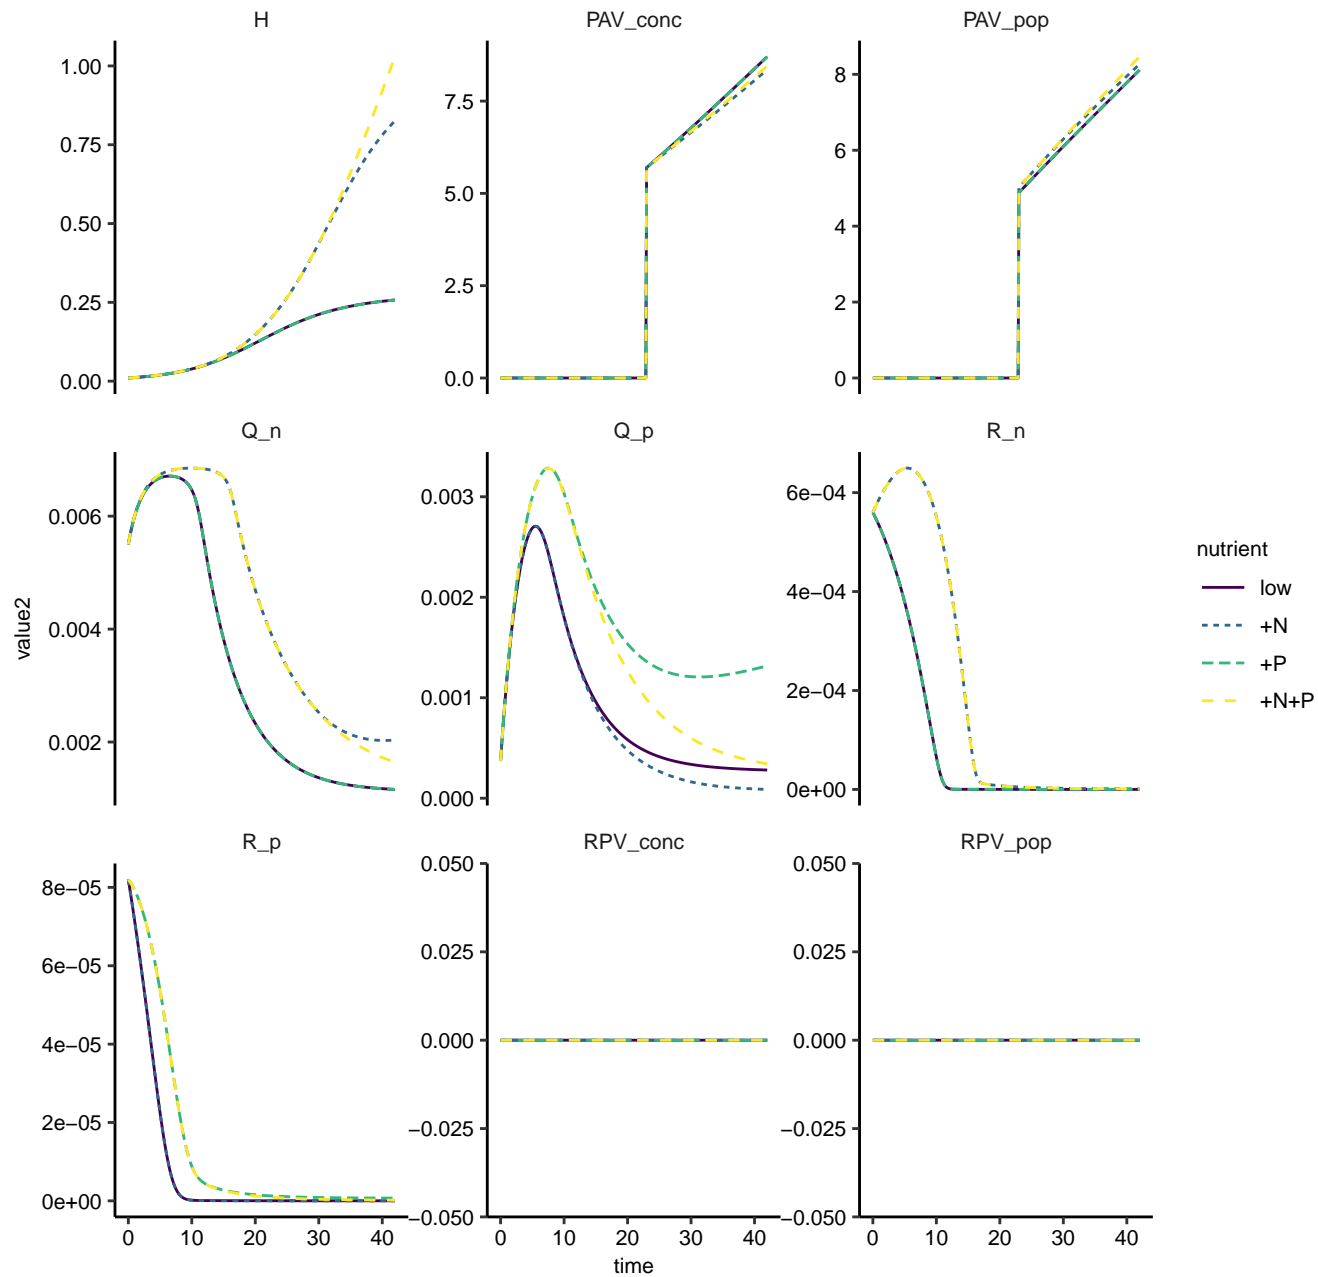 H PAV_conc PAV_pop
1.00
0.75
0.50
0.25
0.00
7.5
5.0
2.5
0.0
8
6
4
2
0
Q_n Q_p R_n
0.006
0.004
0.002
0.003
0.002
0.001
0.000
6e−04
4e−04
2e−04
0e+00
R_p RPV_conc RPV_pop
8e−05
6e−05
4e−05
2e−05
0e+00
0.050
0.025
0.000
−0.025
−0.050
0.050
0.025
0.000
−0.025
−0.050
0 10 20 30 40
0 10 20 30 40
0 10 20 30 40
time
value2
nutrient
low
+N
+P
+N+P